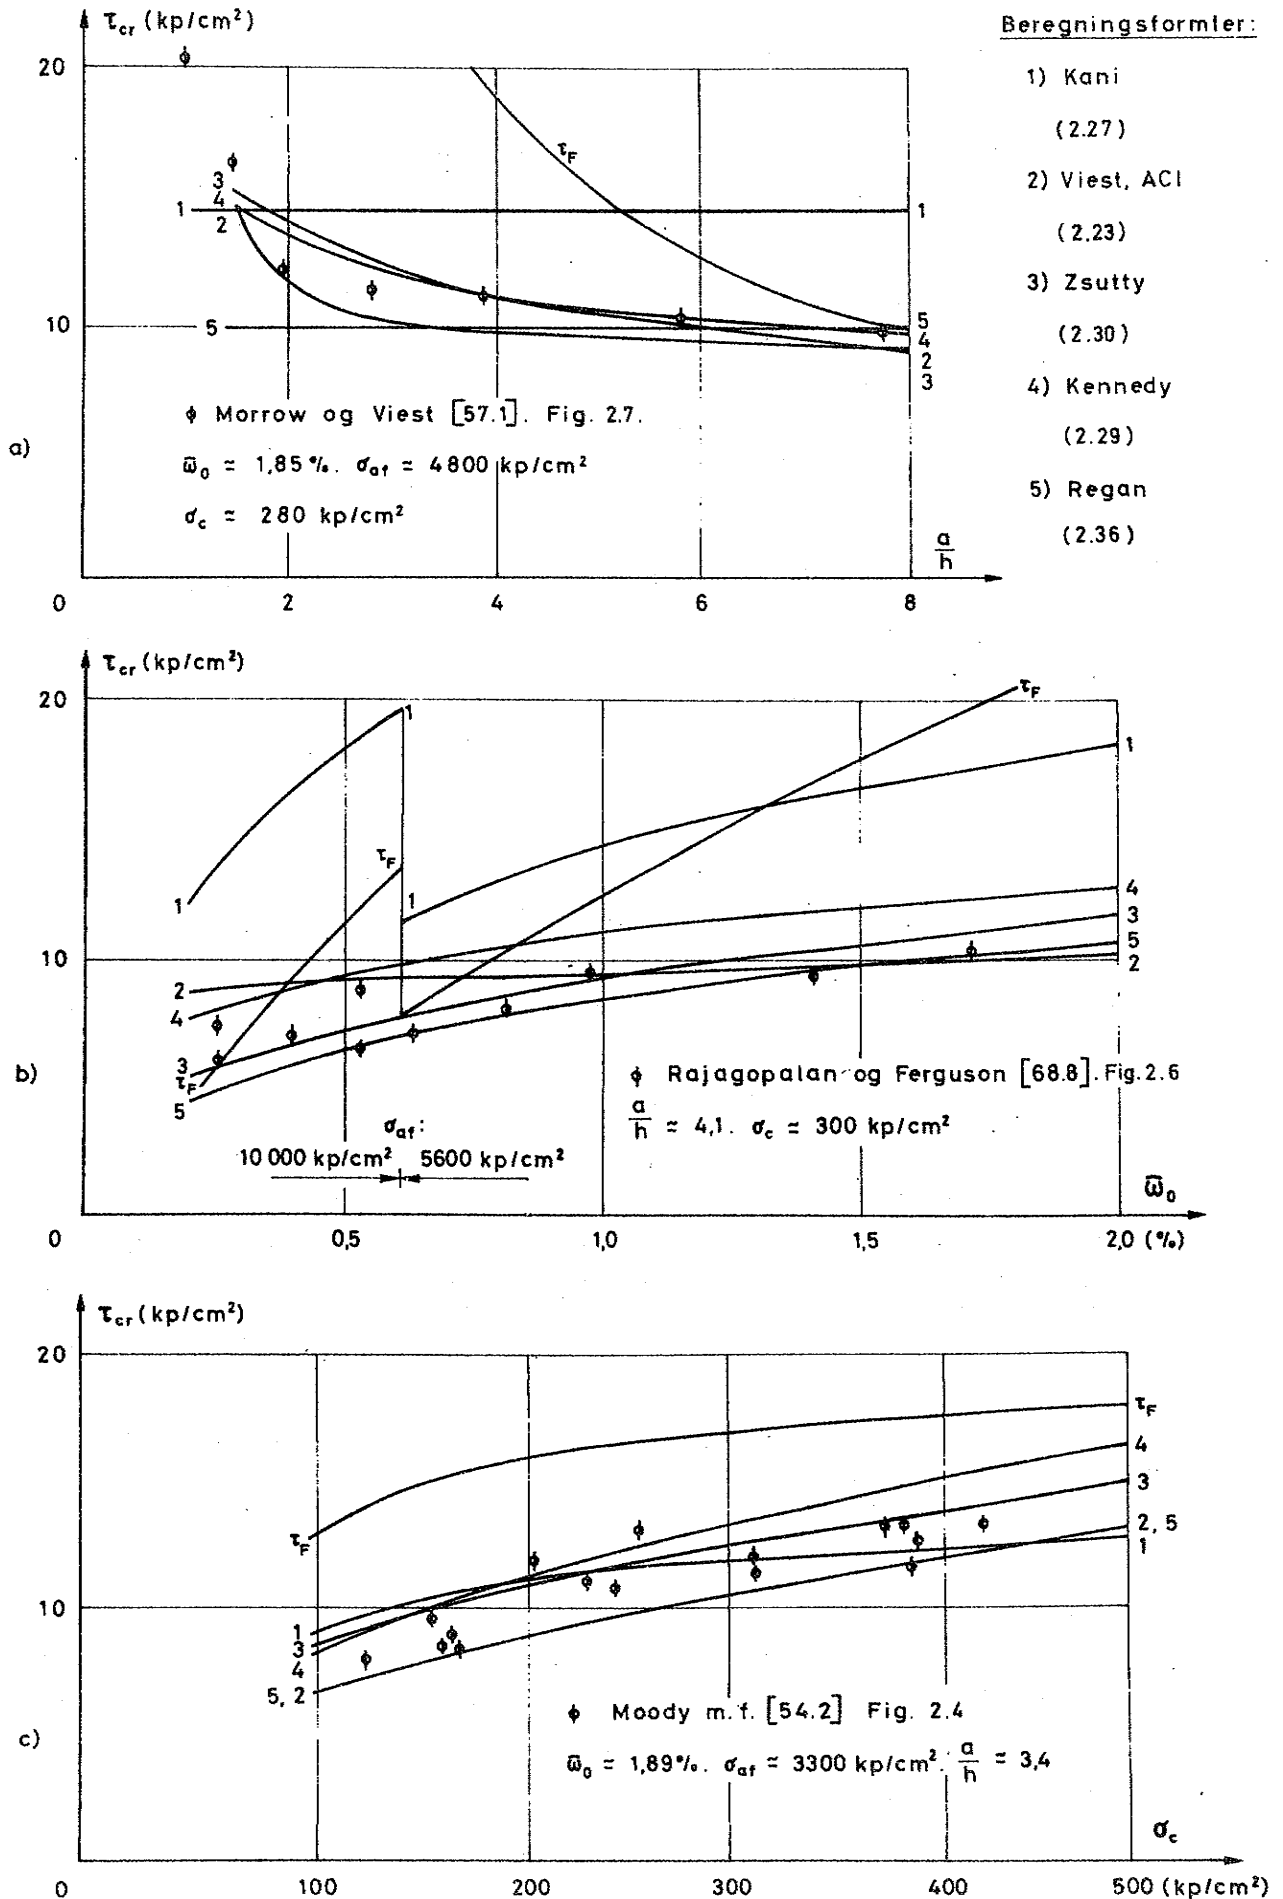 τcr (kp/cm²)
20
10
0
3
4
1
2
5
τF
1
5
4
2
3
ϕ Morrow og Viest [57.1]. Fig. 2.7.
ω̄₀ ≃ 1,85 %. σaf ≃ 4800 kp/cm²
σc ≃ 280 kp/cm²
a)
a/h
2 4 6 8
Beregningsformler:
1) Kani
(2.27)
2) Viest, ACI
(2.23)
3) Zsutty
(2.30)
4) Kennedy
(2.29)
5) Regan
(2.36)
τcr (kp/cm²)
20
10
0
1
τF
1
1
2
4
3
τF
5
τF
1
4
3
5
2
b)
ϕ Rajagopalan og Ferguson [68.8]. Fig. 2.6
a/h ≃ 4,1. σc ≃ 300 kp/cm²
σaf:
10 000 kp/cm² 5600 kp/cm²
ω̄₀
0,5 1,0 1,5 2,0 (%)
τcr (kp/cm²)
20
10
0
τF
1
3
4
5, 2
τF
4
3
2, 5
1
ϕ Moody m.f. [54.2] Fig. 2.4
c)
ω̄₀ ≃ 1,89%. σaf ≃ 3300 kp/cm². a/h ≃ 3,4
σc
100 200 300 400 500 (kp/cm²)